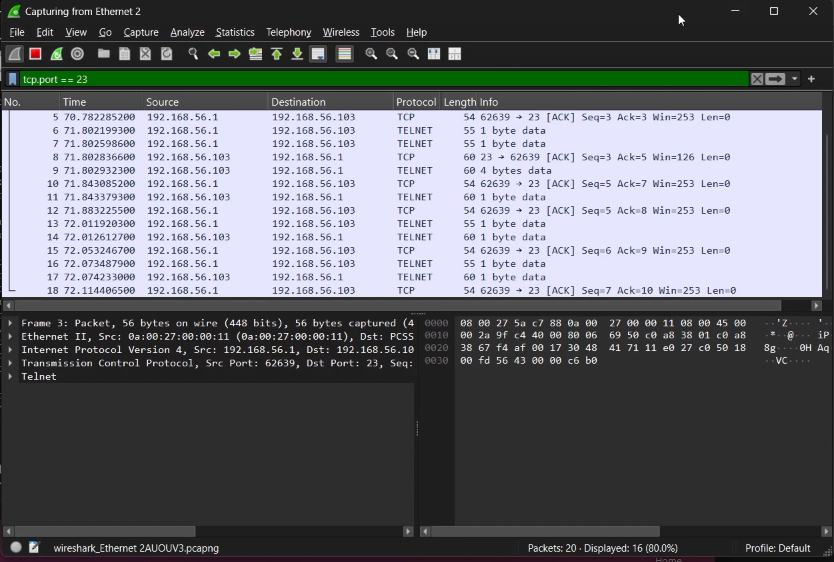 Capturing from Ethernet 2
File Edit View Go Capture Analyze Statistics Telephony Wireless Tools Help
tcp.port == 23
No. Time Source Destination Protocol Length Info
5 70.782285200 192.168.56.1 192.168.56.103 TCP 54 62639 → 23 [ACK] Seq=3 Ack=3 Win=253 Len=0
6 71.802199300 192.168.56.1 192.168.56.103 TELNET 55 1 byte data
7 71.802598600 192.168.56.1 192.168.56.103 TELNET 55 1 byte data
8 71.802836600 192.168.56.103 192.168.56.1 TCP 60 23 → 62639 [ACK] Seq=3 Ack=5 Win=126 Len=0
9 71.802932300 192.168.56.103 192.168.56.1 TELNET 60 4 bytes data
10 71.843085200 192.168.56.1 192.168.56.103 TCP 54 62639 → 23 [ACK] Seq=5 Ack=7 Win=253 Len=0
11 71.843379300 192.168.56.103 192.168.56.1 TELNET 60 1 byte data
12 71.883225500 192.168.56.1 192.168.56.103 TCP 54 62639 → 23 [ACK] Seq=5 Ack=8 Win=253 Len=0
13 72.011920300 192.168.56.1 192.168.56.103 TELNET 55 1 byte data
14 72.012612700 192.168.56.103 192.168.56.1 TELNET 60 1 byte data
15 72.053246700 192.168.56.1 192.168.56.103 TCP 54 62639 → 23 [ACK] Seq=6 Ack=9 Win=253 Len=0
16 72.073487900 192.168.56.1 192.168.56.103 TELNET 55 1 byte data
17 72.074233000 192.168.56.103 192.168.56.1 TELNET 60 1 byte data
18 72.114406500 192.168.56.1 192.168.56.103 TCP 54 62639 → 23 [ACK] Seq=7 Ack=10 Win=253 Len=0
Frame 3: Packet, 56 bytes on wire (448 bits), 56 bytes captured (4
Ethernet II, Src: 0a:00:27:00:00:11 (0a:00:27:00:00:11), Dst: PCSS
Internet Protocol Version 4, Src: 192.168.56.1, Dst: 192.168.56.10
Transmission Control Protocol, Src Port: 62639, Dst Port: 23, Seq:
Telnet
0000 08 00 27 5a c7 88 0a 00 27 00 00 11 08 00 45 00 ··'Z···· '·
0010 00 2a 9f c4 40 00 80 06 69 50 c0 a8 38 01 c0 a8 ·*··@··· iP
0020 38 67 f4 af 00 17 30 48 41 71 11 e0 27 c0 50 18 8g····0H Aq
0030 00 fd 56 43 00 00 c6 b0 ··VC····
wireshark_Ethernet 2AUOUV3.pcapng Packets: 20 · Displayed: 16 (80.0%) Profile: Default